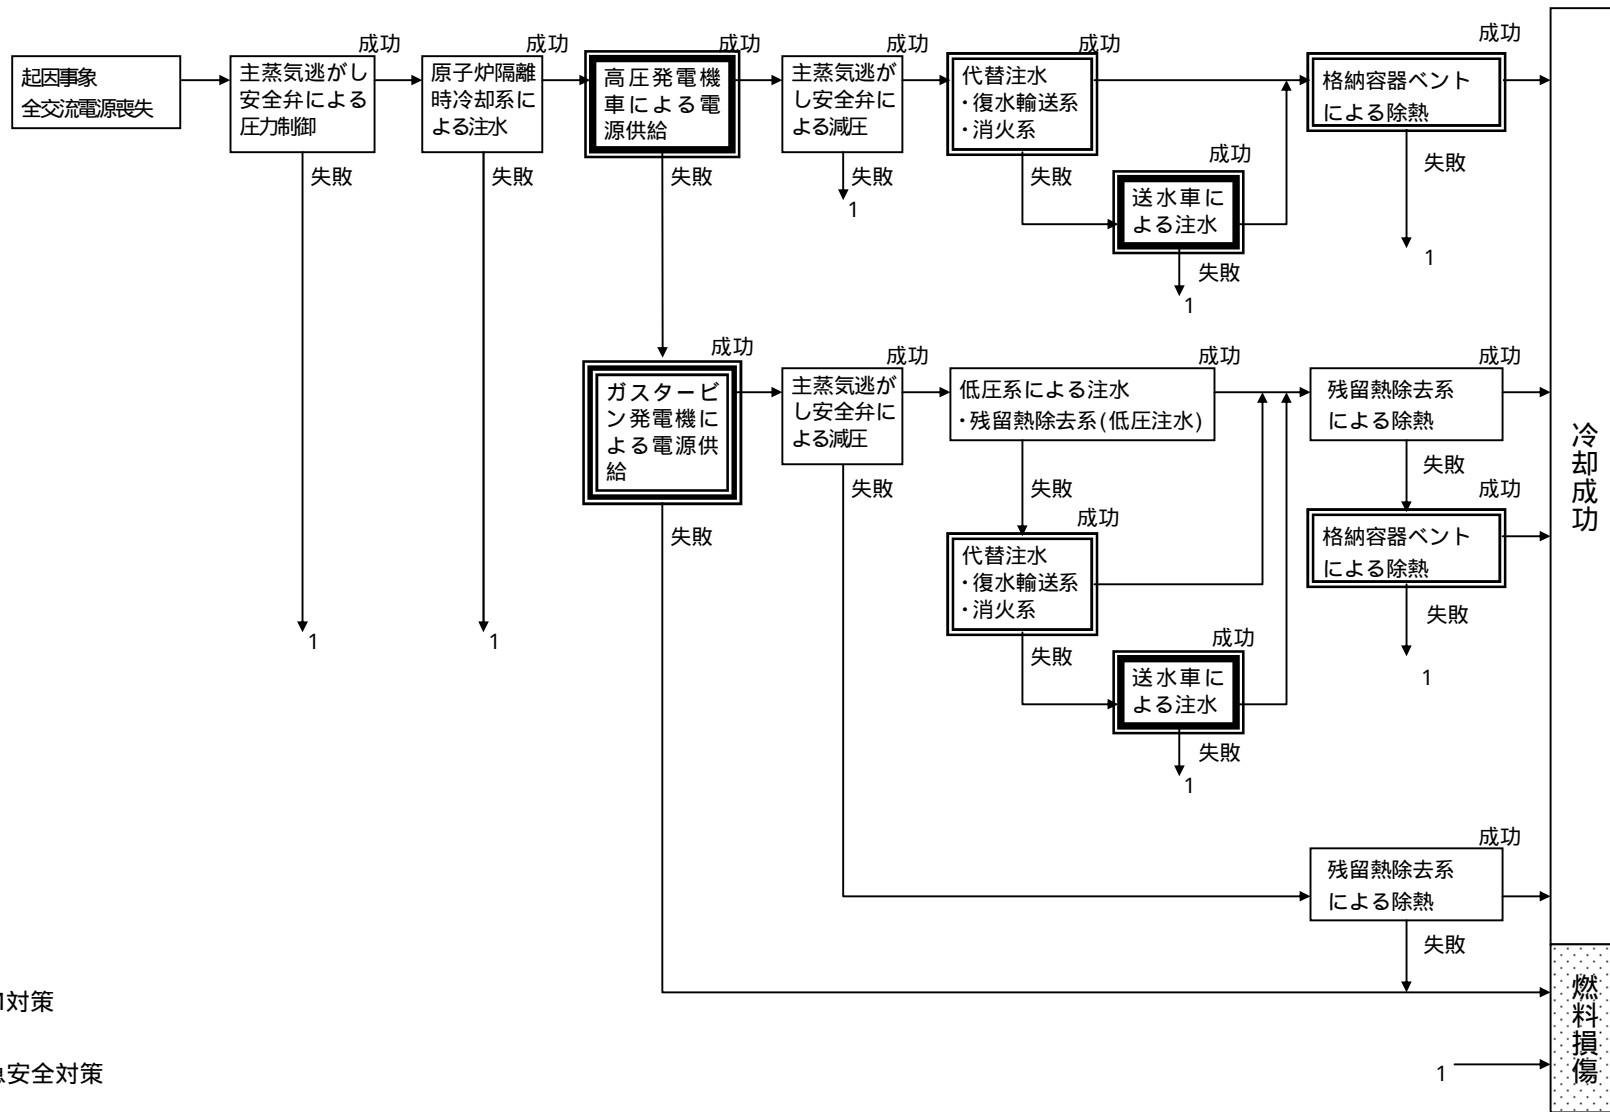 起因事象
全交流電源喪失
主蒸気逃がし
安全弁による
圧力制御
成功
失敗
1
原子炉隔離
時冷却系に
よる注水
成功
失敗
1
高圧発電機
車による電
源供給
成功
失敗
主蒸気逃が
し安全弁に
よる減圧
成功
失敗
1
代替注水
・復水輸送系
・消火系
成功
失敗
送水車に
よる注水
成功
失敗
1
格納容器ベント
による除熱
成功
失敗
1
ガスタービ
ン発電機に
よる電源供
給
成功
失敗
主蒸気逃が
し安全弁に
よる減圧
成功
失敗
低圧系による注水
・残留熱除去系(低圧注水)
成功
失敗
代替注水
・復水輸送系
・消火系
成功
失敗
送水車に
よる注水
成功
失敗
1
残留熱除去系
による除熱
成功
失敗
格納容器ベント
による除熱
成功
失敗
1
残留熱除去系
による除熱
成功
失敗
冷却成功
燃料損傷
1
対策
安全対策